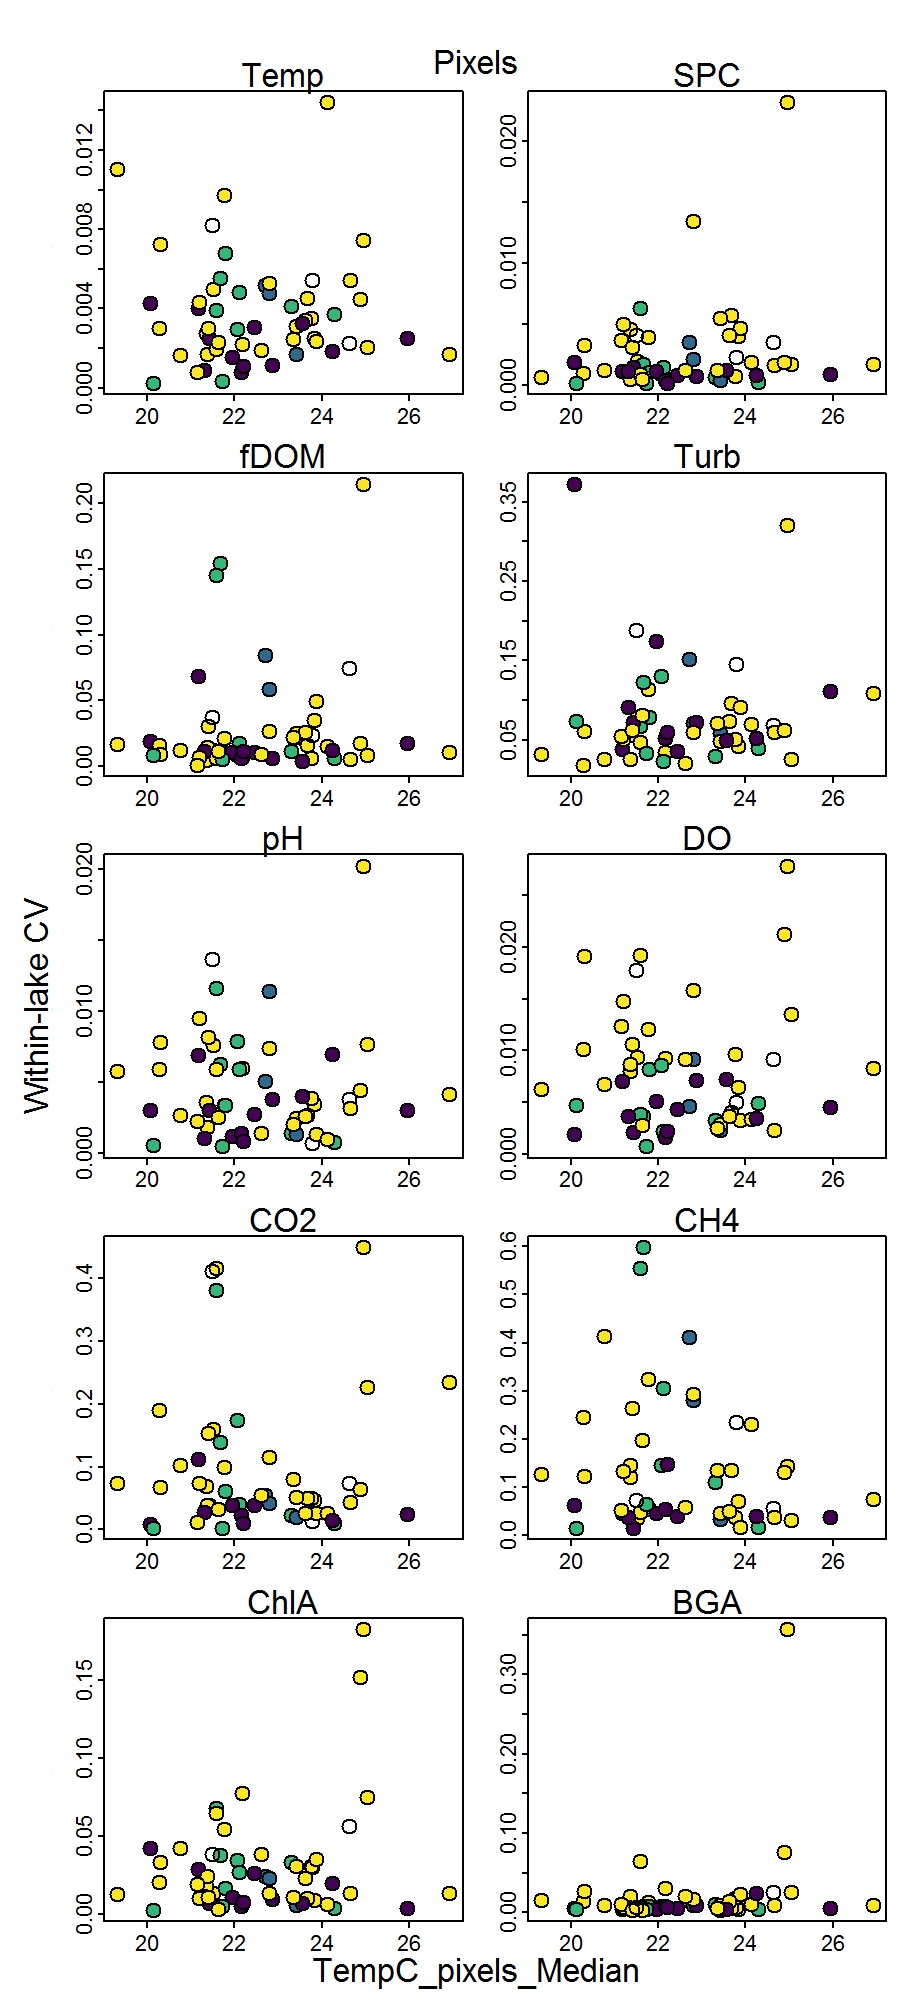 Pixels
Temp
SPC
0.000 0.004 0.008 0.012
20 22 24 26
0.000 0.010 0.020
20 22 24 26
fDOM
Turb
0.00 0.05 0.10 0.15 0.20
20 22 24 26
0.05 0.15 0.25 0.35
20 22 24 26
pH
DO
Within-lake CV
0.000 0.010 0.020
20 22 24 26
0.000 0.010 0.020
20 22 24 26
CO2
CH4
0.0 0.1 0.2 0.3 0.4
20 22 24 26
0.0 0.1 0.2 0.3 0.4 0.5 0.6
20 22 24 26
ChlA
BGA
0.00 0.05 0.10 0.15
20 22 24 26
0.00 0.10 0.20 0.30
20 22 24 26
TempC_pixels_Median